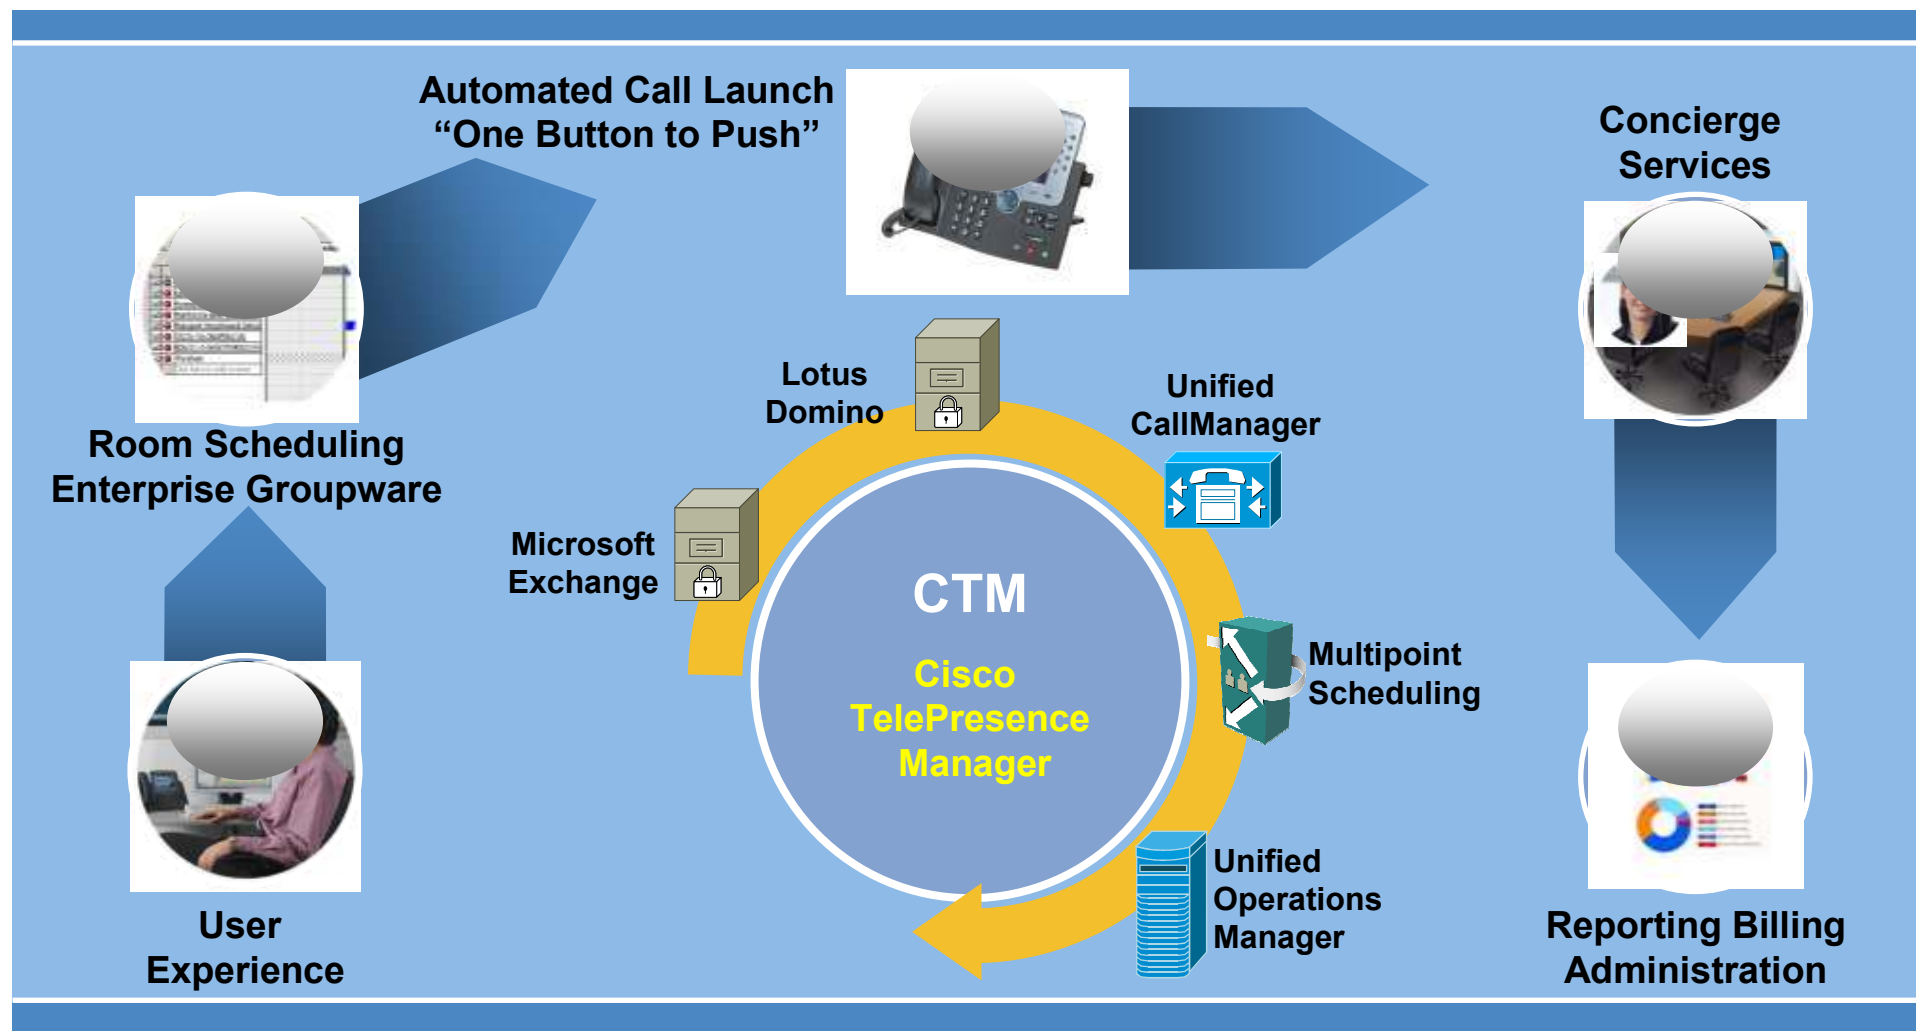 Automated Call Launch
“One Button to Push”
Concierge
Services
Room Scheduling
Enterprise Groupware
Lotus
Domino
Unified
CallManager
Microsoft
Exchange
CTM
Cisco
TelePresence
Manager
Multipoint
Scheduling
Unified
Operations
Manager
User
Experience
Reporting Billing
Administration